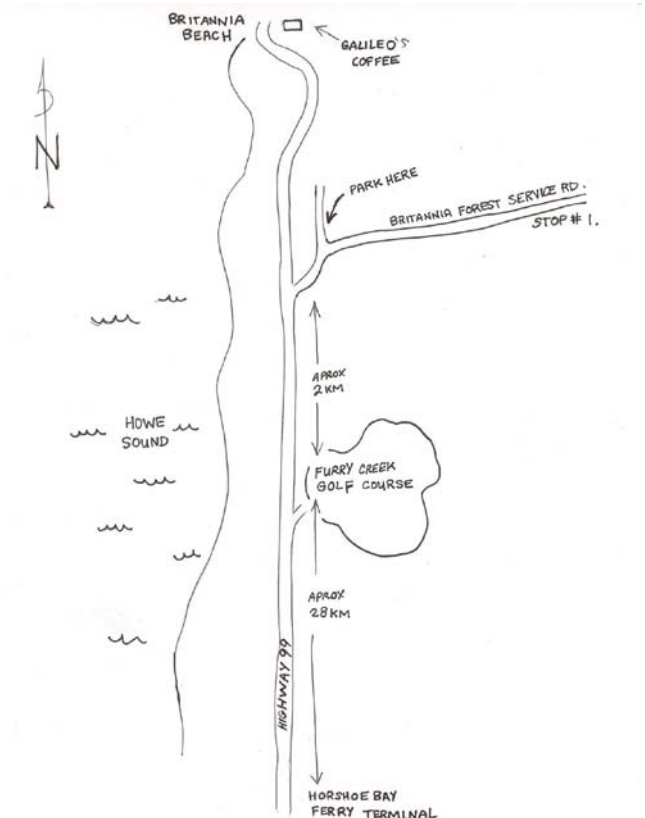 BRITANNIA
BEACH
GALILEO'S
COFFEE
N
PARK HERE
BRITANNIA FOREST SERVICE RD.
STOP # 1.
APROX
2KM
HOWE
SOUND
FURRY CREEK
GOLF COURSE
APROX
28KM
HIGHWAY 99
HORSHOE BAY
FERRY TERMINAL